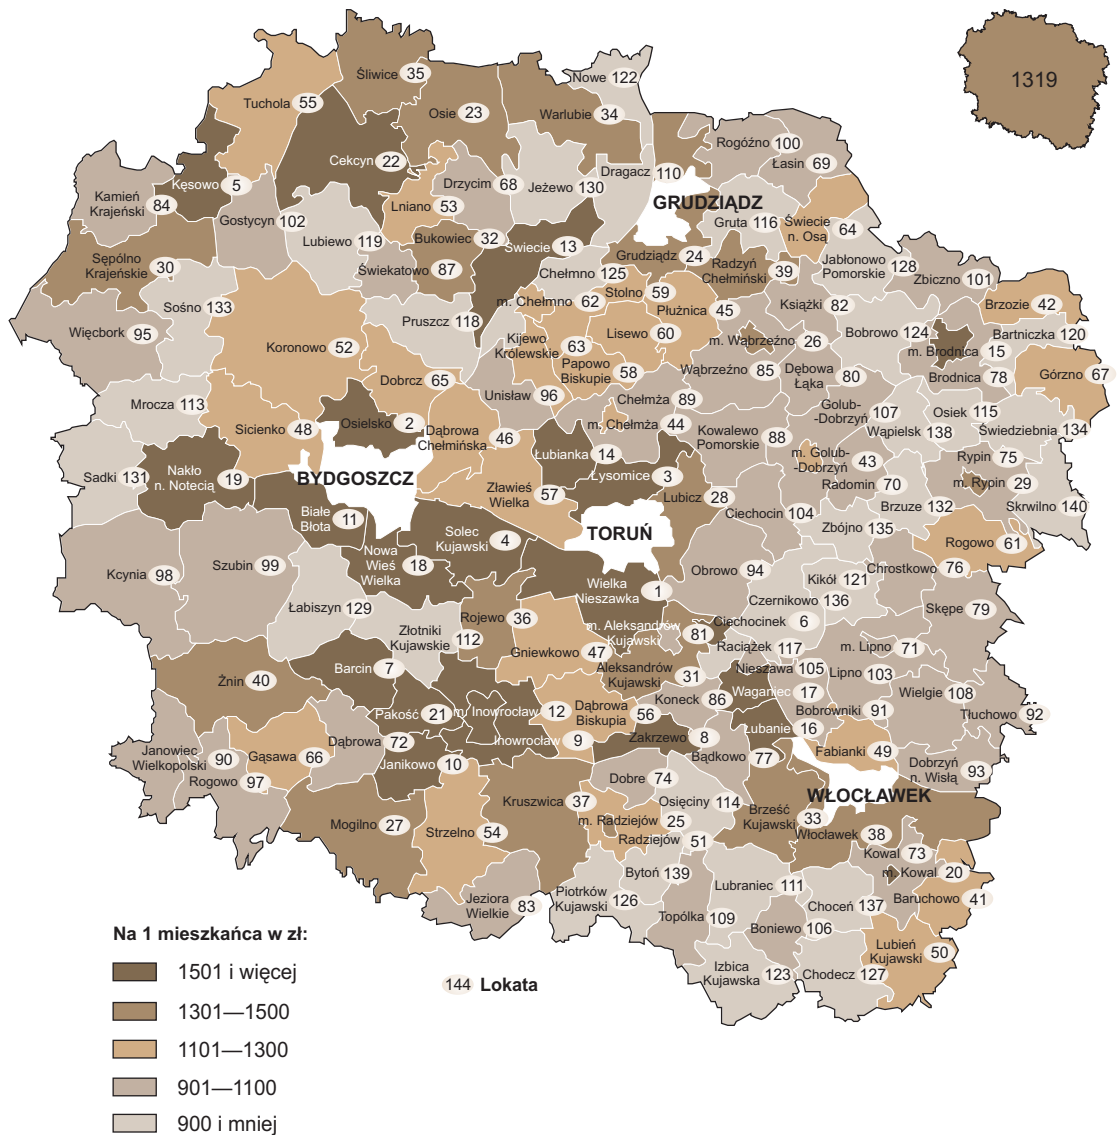 1319
Nowe 122
Śliwice 35
Tuchola 55
Osie 23
Warlubie 34
Rogóźno 100
Łasin 69
Cekcyn 22
Dragacz 110
Kęsowo 5
Drzycim 68
Jeżewo 130
GRUDZIĄDZ
Kamień
Krajeński 84
Gostycyn 102
Lniano 53
Gruta 116
Świecie
n. Osą 64
Lubiewo 119
Bukowiec 32
Świecie 13
Grudziądz 24
Radzyń
Chełmiński 39
Jabłonowo
Pomorskie 128
Zbiczno 101
Sępólno
Krajeńskie 30
Świekatowo 87
Chełmno 125
Sośno 133
m. Chełmno 62
Stolno 59
Płużnica 45
Książki 82
Brzozie 42
Więcbork 95
Koronowo 52
Pruszcz 118
Kijewo
Królewskie 63
Lisewo 60
m. Wąbrzeźno 26
Bobrowo 124
m. Brodnica 15
Bartniczka 120
Dobrcz 65
Papowo
Biskupie 58
Wąbrzeźno 85
Dębowa
Łąka 80
Brodnica 78
Górzno 67
Mrocza 113
Unisław 96
Chełmża 89
Sicienko 48
Osielsko 2
Dąbrowa
Chełmińska 46
m. Chełmża 44
Kowalewo
Pomorskie 88
Golub-
Dobrzyń 107
Osiek 115
Wąpielsk 138
Świedziebnia 134
Sadki 131
Nakło
n. Notecią 19
BYDGOSZCZ
Łubianka 14
Łysomice 3
m. Golub-
-Dobrzyń 43
Rypin 75
Zławieś
Wielka 57
Lubicz 28
Radomin 70
m. Rypin 29
Białe
Błota 11
Solec
Kujawski 4
TORUŃ
Ciechocin 104
Zbójno 135
Brzuze 132
Skrwilno 140
Kcynia 98
Szubin 99
Nowa
Wieś
Wielka 18
Rogowo 61
Obrowo 94
Kikół 121
Chrostkowo 76
Wielka
Nieszawka 1
Łabiszyn 129
Czernikowo 136
Skępe 79
Złotniki
Kujawskie 112
Rojewo 36
m. Aleksandrów
Kujawski 81
Ciechocinek 6
Gniewkowo 47
Raciążek 117
m. Lipno 71
Żnin 40
Barcin 7
Aleksandrów
Kujawski 31
Nieszawa 105
Lipno 103
Koneck 86
Waganiec 17
Wielgie 108
Pakość 21
m. Inowrocław 12
Dąbrowa
Biskupia 56
Bobrowniki 91
Tłuchowo 92
Janowiec
Wielkopolski 90
Gąsawa 66
Dąbrowa 72
Inowrocław 9
Zakrzewo 8
Łubanie 16
Fabianki 49
Rogowo 97
Janikowo 10
Bądkowo 77
Dobrzyń
n. Wisłą 93
Dobre 74
WŁOCŁAWEK
Mogilno 27
Strzelno 54
Kruszwica 37
Osięciny 114
Brześć
Kujawski 33
m. Radziejów 25
Włocławek 38
Radziejów 51
Kowal 73
m. Kowal 20
Bytoń 139
Jeziora
Wielkie 83
Piotrków
Kujawski 126
Lubraniec 111
Choceń 137
Baruchowo 41
Topólka 109
Boniewo 106
Lubień
Kujawski 50
Izbica
Kujawska 123
Chodecz 127
Na 1 mieszkańca w zł:
1501 i więcej
144 Lokata
1301—1500
1101—1300
901—1100
900 i mniej